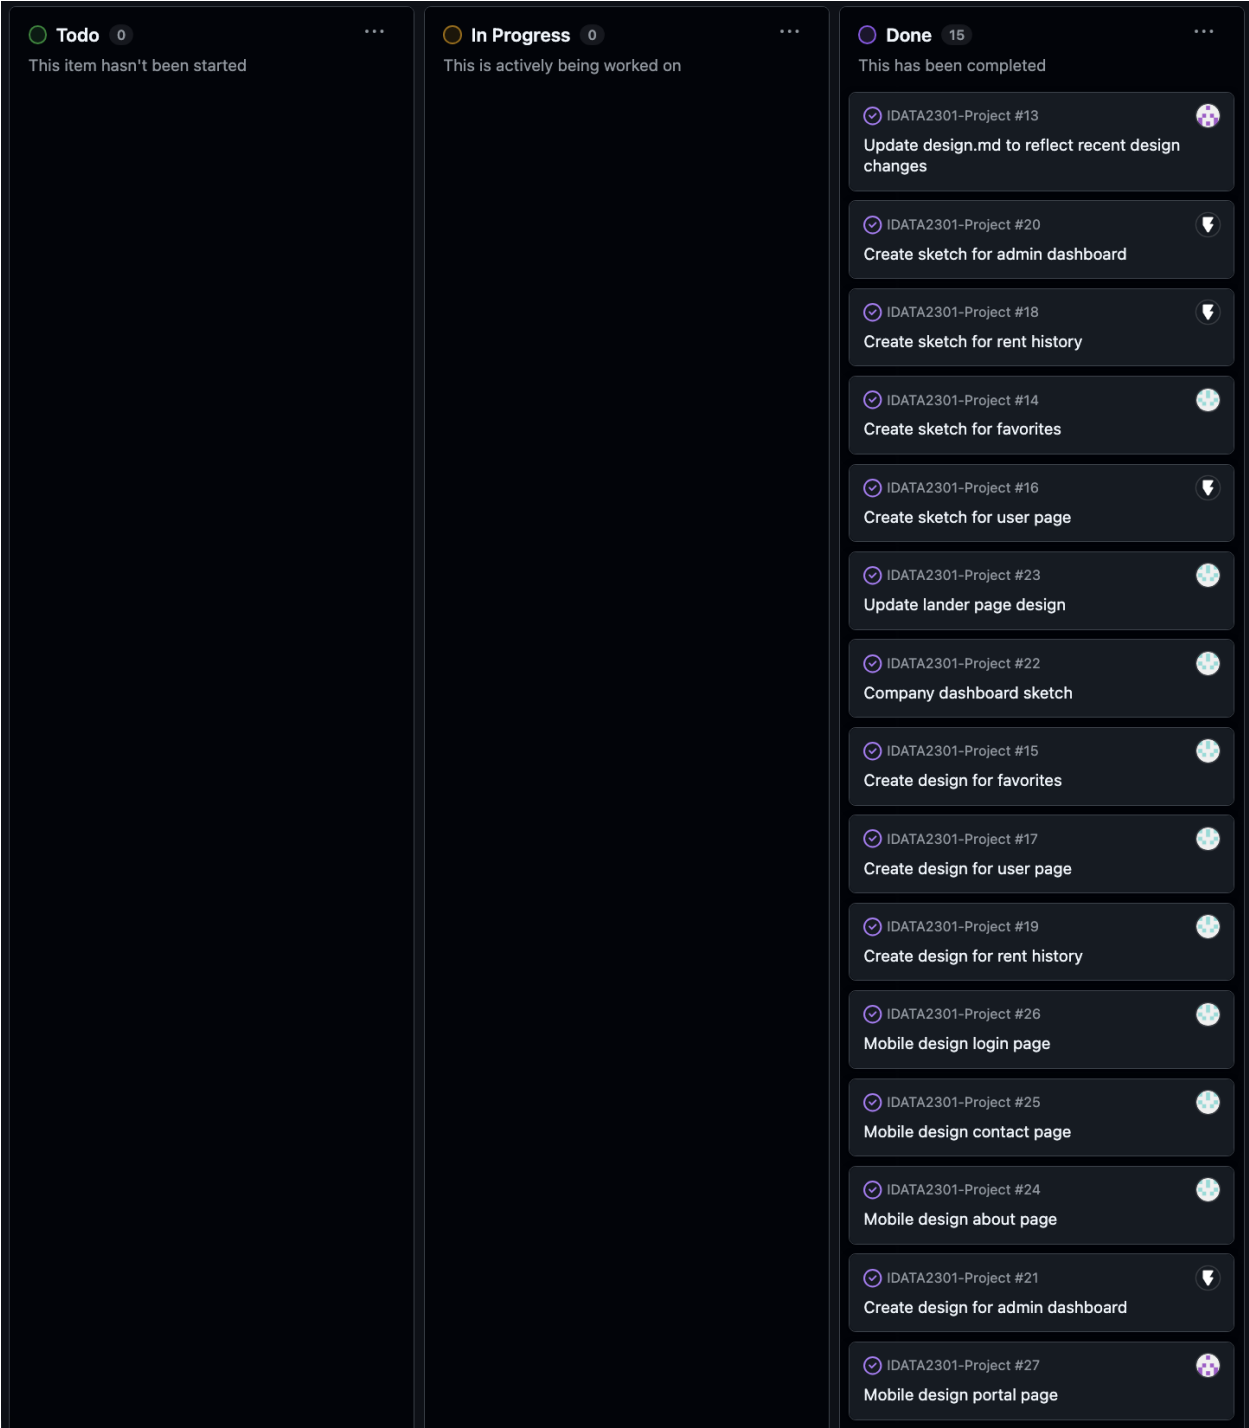 Todo 0 ...
This item hasn't been started
In Progress 0 ...
This is actively being worked on
Done 15 ...
This has been completed
IDATA2301-Project #13
Update design.md to reflect recent design
changes
IDATA2301-Project #20
Create sketch for admin dashboard
IDATA2301-Project #18
Create sketch for rent history
IDATA2301-Project #14
Create sketch for favorites
IDATA2301-Project #16
Create sketch for user page
IDATA2301-Project #23
Update lander page design
IDATA2301-Project #22
Company dashboard sketch
IDATA2301-Project #15
Create design for favorites
IDATA2301-Project #17
Create design for user page
IDATA2301-Project #19
Create design for rent history
IDATA2301-Project #26
Mobile design login page
IDATA2301-Project #25
Mobile design contact page
IDATA2301-Project #24
Mobile design about page
IDATA2301-Project #21
Create design for admin dashboard
IDATA2301-Project #27
Mobile design portal page